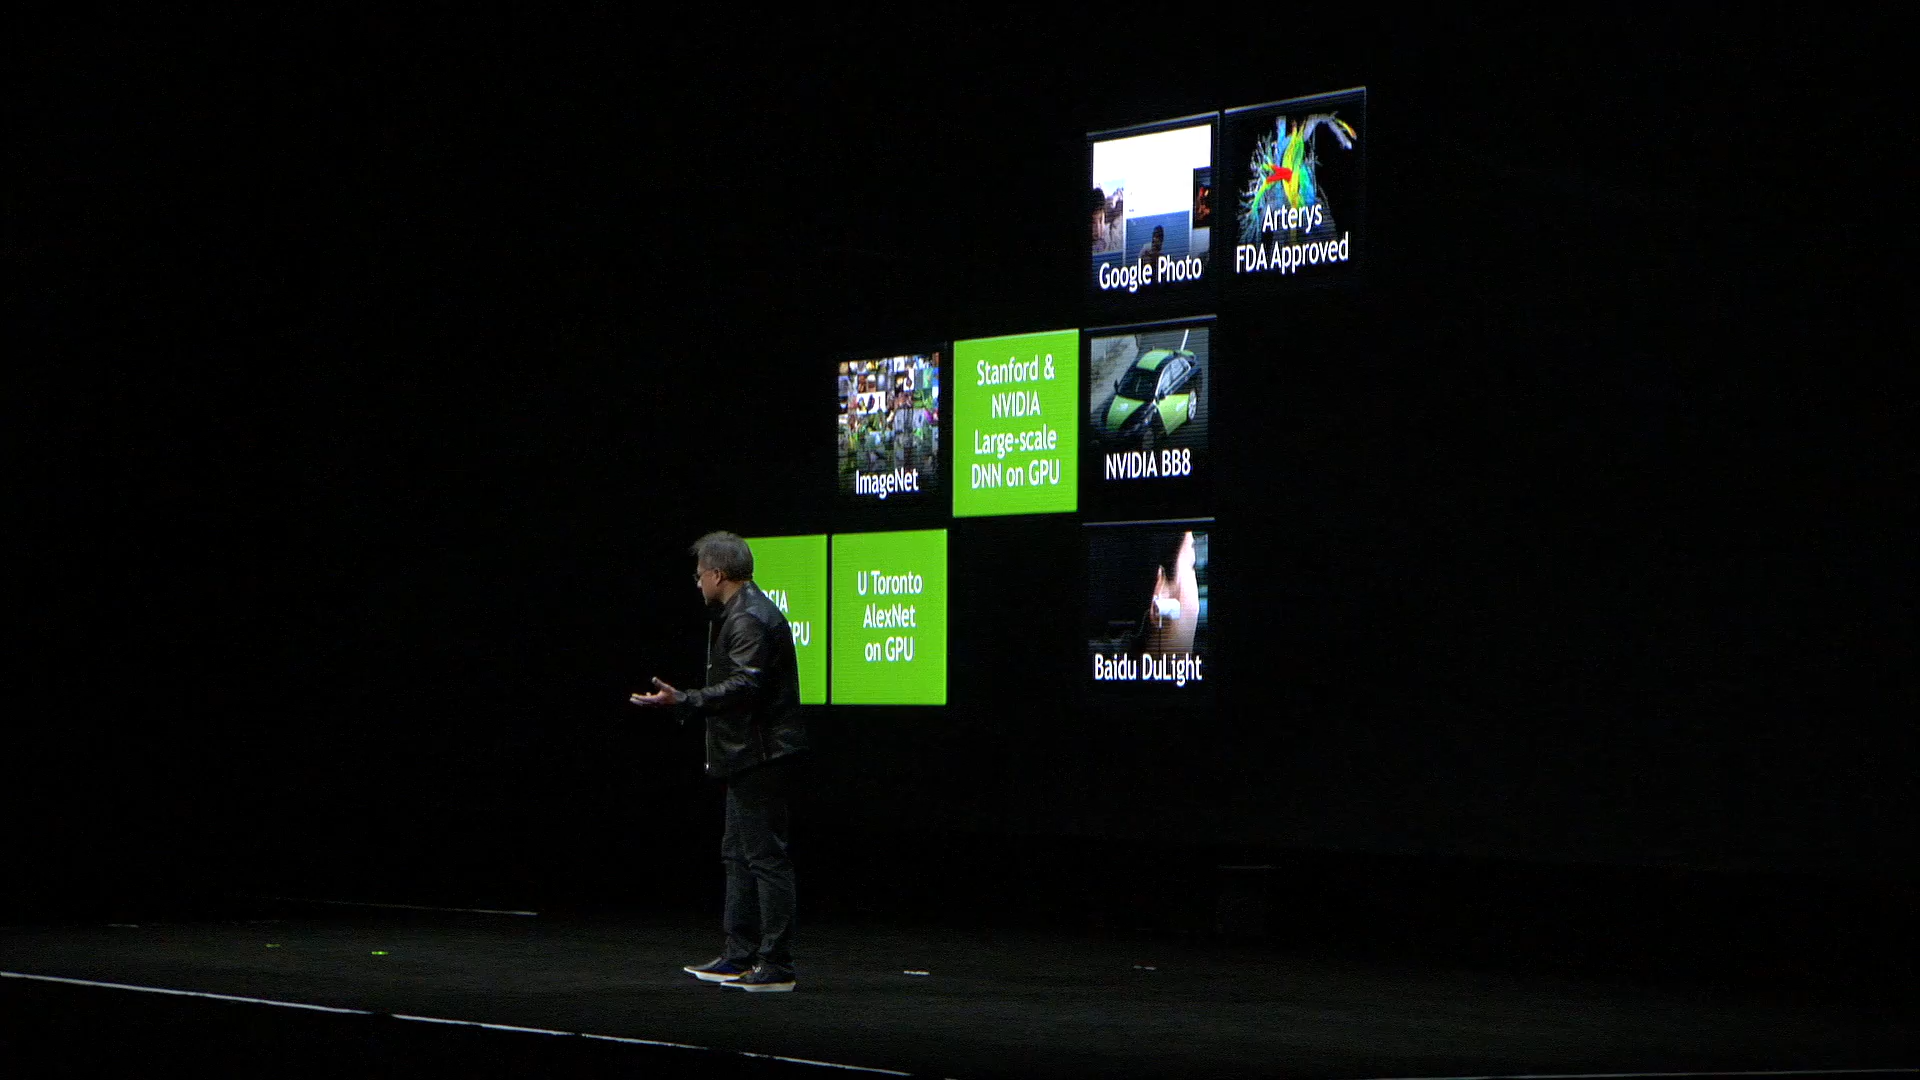 Google Photo
Arterys
FDA Approved
ImageNet
Stanford &
NVIDIA
Large-scale
DNN on GPU
NVIDIA BB8
U Toronto
AlexNet
on GPU
Baidu DuLight